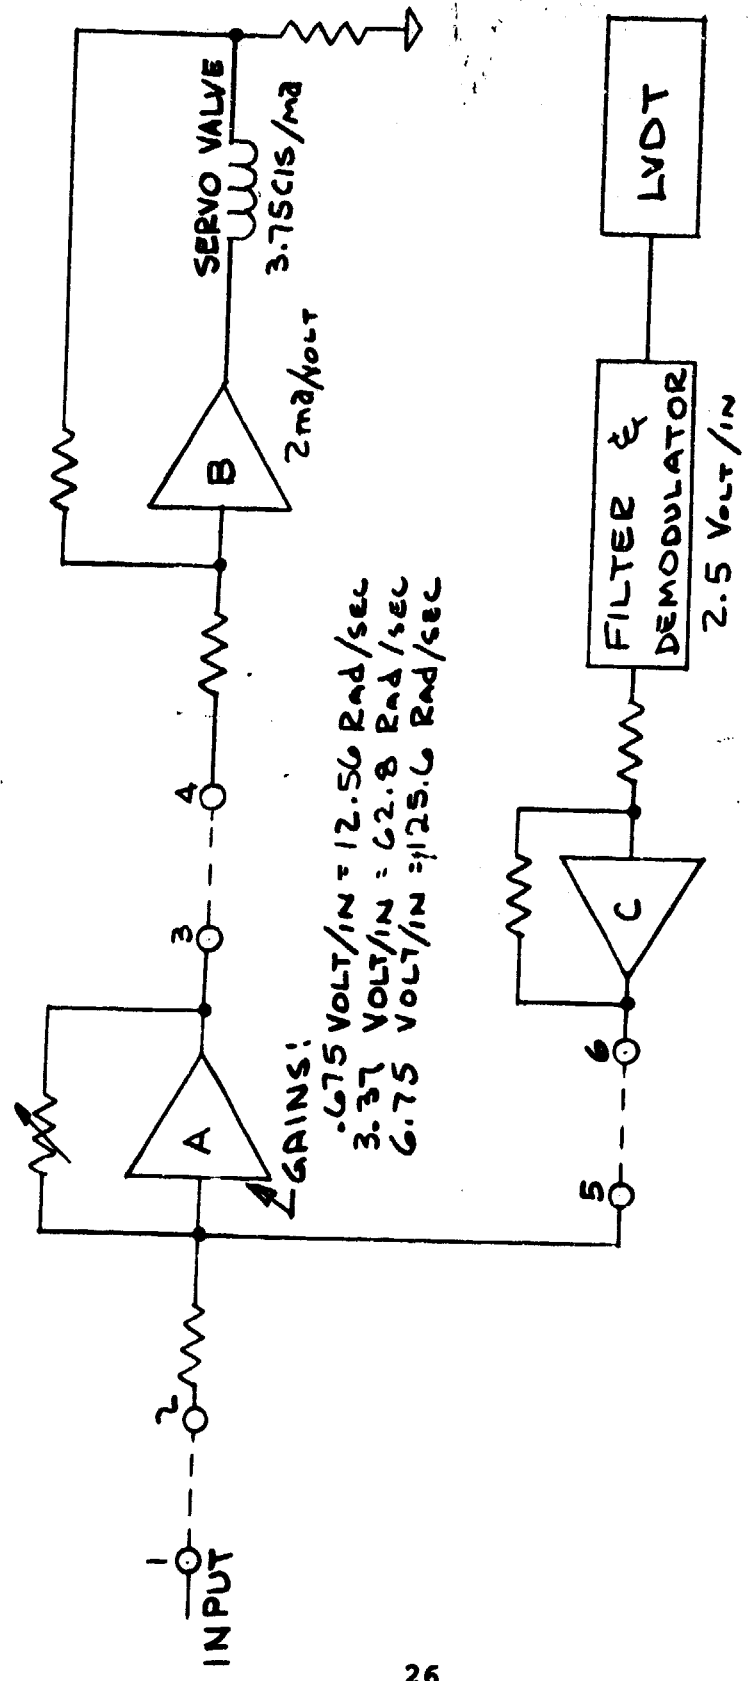 1
INPUT
2
A
GAINS:
.675 VOLT/IN = 12.56 Rad/SEC
3.37 VOLT/IN = 62.8 Rad/SEC
6.75 VOLT/IN = 125.6 Rad/SEC
3
4
B
2ma/VOLT
SERVO VALVE
3.75CIS/ma
5
6
C
FILTER &
DEMODULATOR
2.5 VOLT/IN
LVDT
26